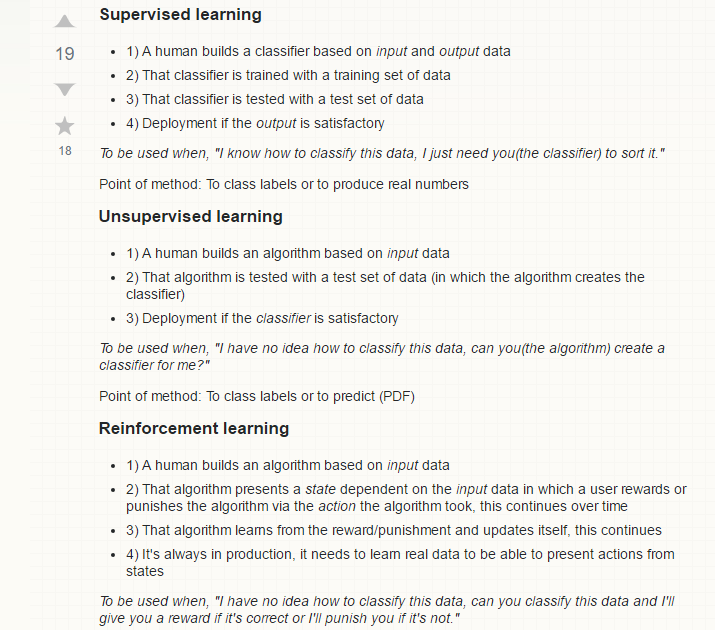 Supervised learning
19
1) A human builds a classifier based on input and output data
2) That classifier is trained with a training set of data
3) That classifier is tested with a test set of data
4) Deployment if the output is satisfactory
18
To be used when, "I know how to classify this data, I just need you(the classifier) to sort it."
Point of method: To class labels or to produce real numbers
Unsupervised learning
1) A human builds an algorithm based on input data
2) That algorithm is tested with a test set of data (in which the algorithm creates the
classifier)
3) Deployment if the classifier is satisfactory
To be used when, "I have no idea how to classify this data, can you(the algorithm) create a
classifier for me?"
Point of method: To class labels or to predict (PDF)
Reinforcement learning
1) A human builds an algorithm based on input data
2) That algorithm presents a state dependent on the input data in which a user rewards or
punishes the algorithm via the action the algorithm took, this continues over time
3) That algorithm learns from the reward/punishment and updates itself, this continues
4) It's always in production, it needs to learn real data to be able to present actions from
states
To be used when, "I have no idea how to classify this data, can you classify this data and I'll
give you a reward if it's correct or I'll punish you if it's not."